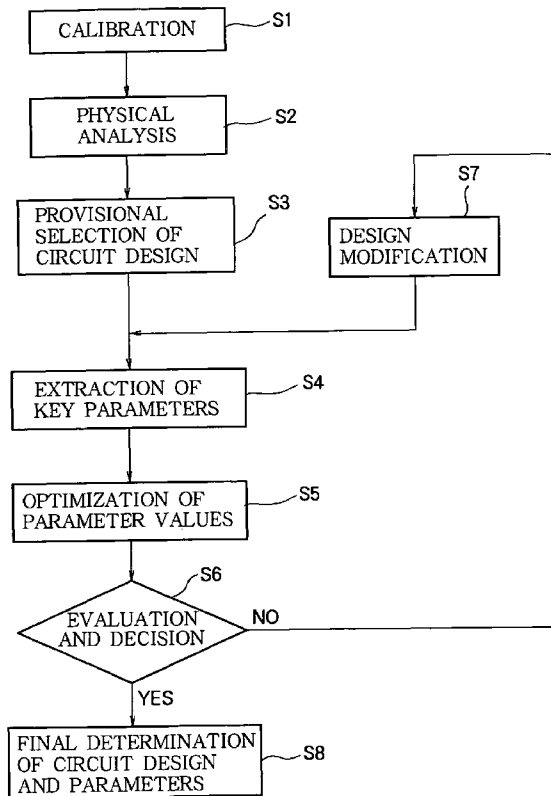 CALIBRATION
S1
PHYSICAL
ANALYSIS
S2
PROVISIONAL
SELECTION OF
CIRCUIT DESIGN
S3
S7
DESIGN
MODIFICATION
EXTRACTION OF
KEY PARAMETERS
S4
OPTIMIZATION OF
PARAMETER VALUES
S5
S6
EVALUATION
AND DECISION
NO
YES
FINAL DETERMINATION
OF CIRCUIT DESIGN
AND PARAMETERS
S8